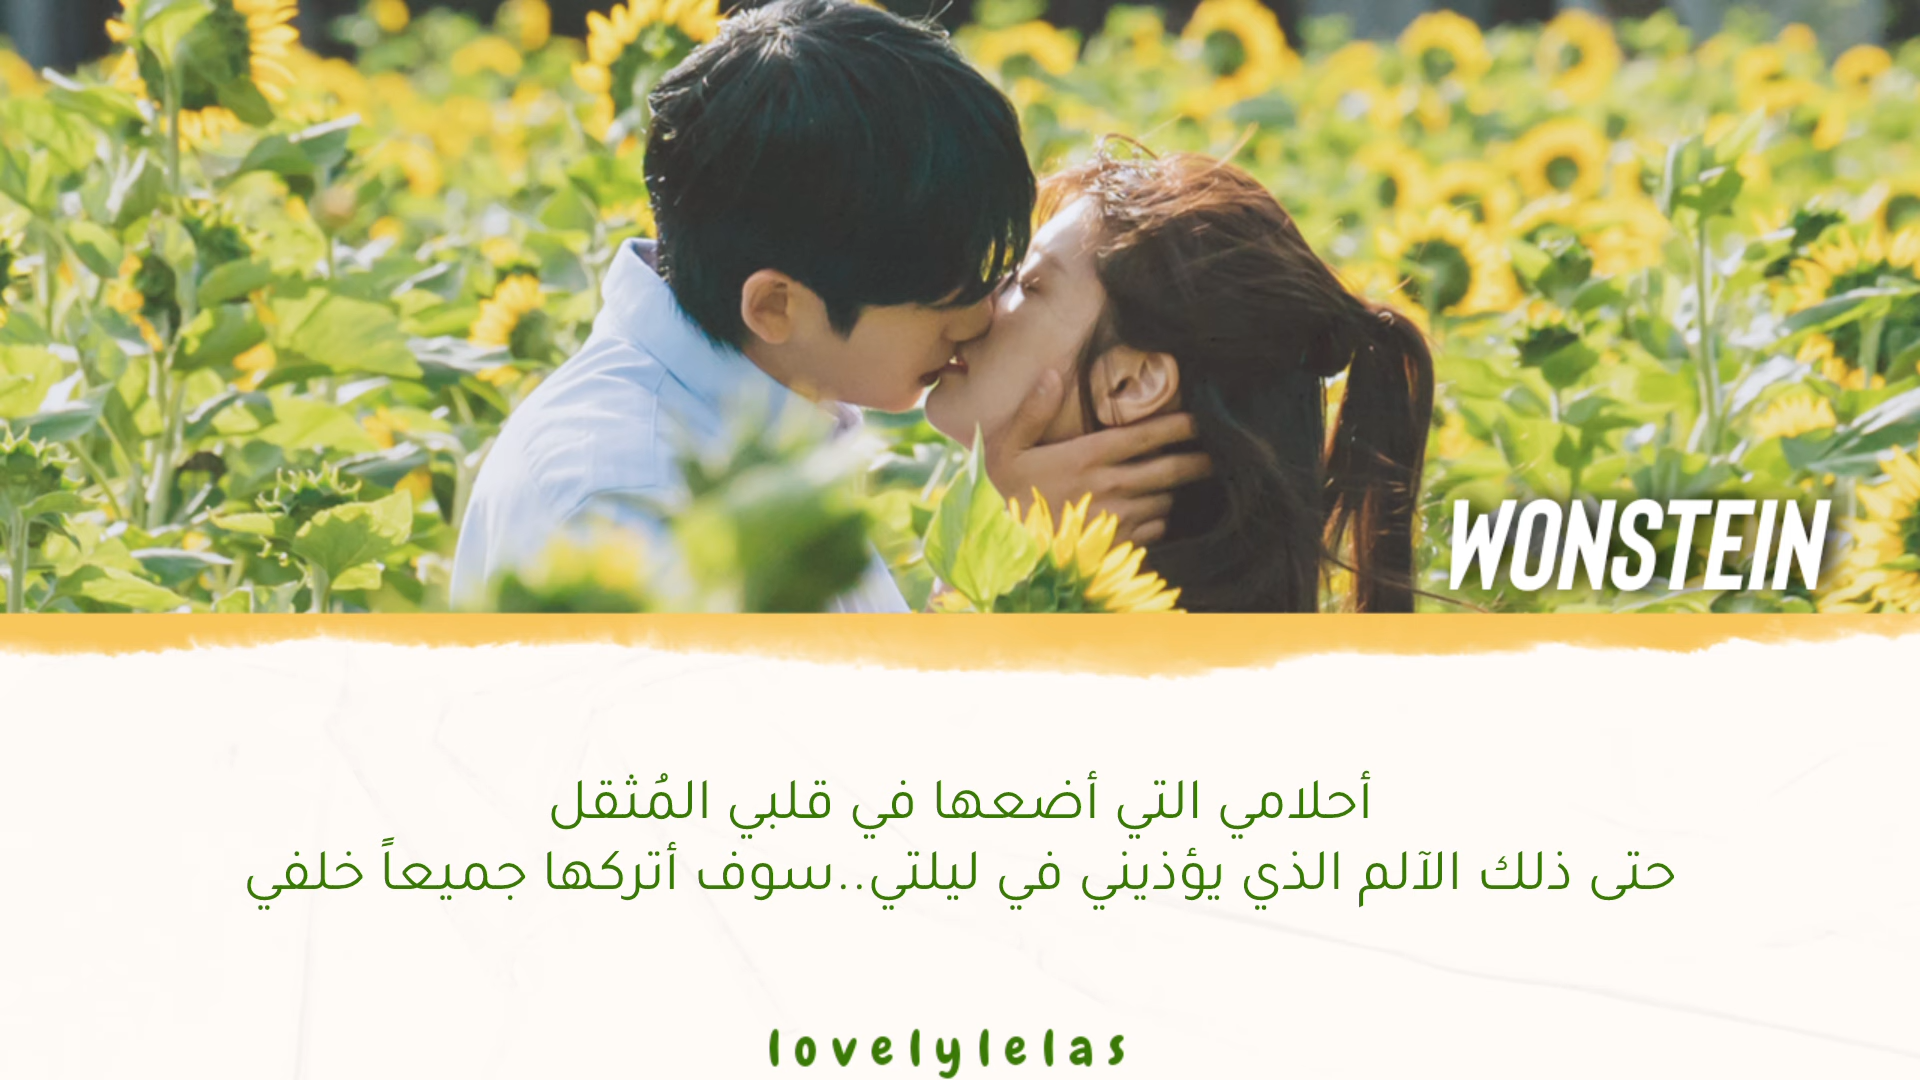 WONSTEIN
أحلامي التي أضعها في قلبي المُثقل
حتى ذلك الآلم الذي يؤذيني في ليلتي..سوف أتركها جميعاً خلفي
lovelylelas